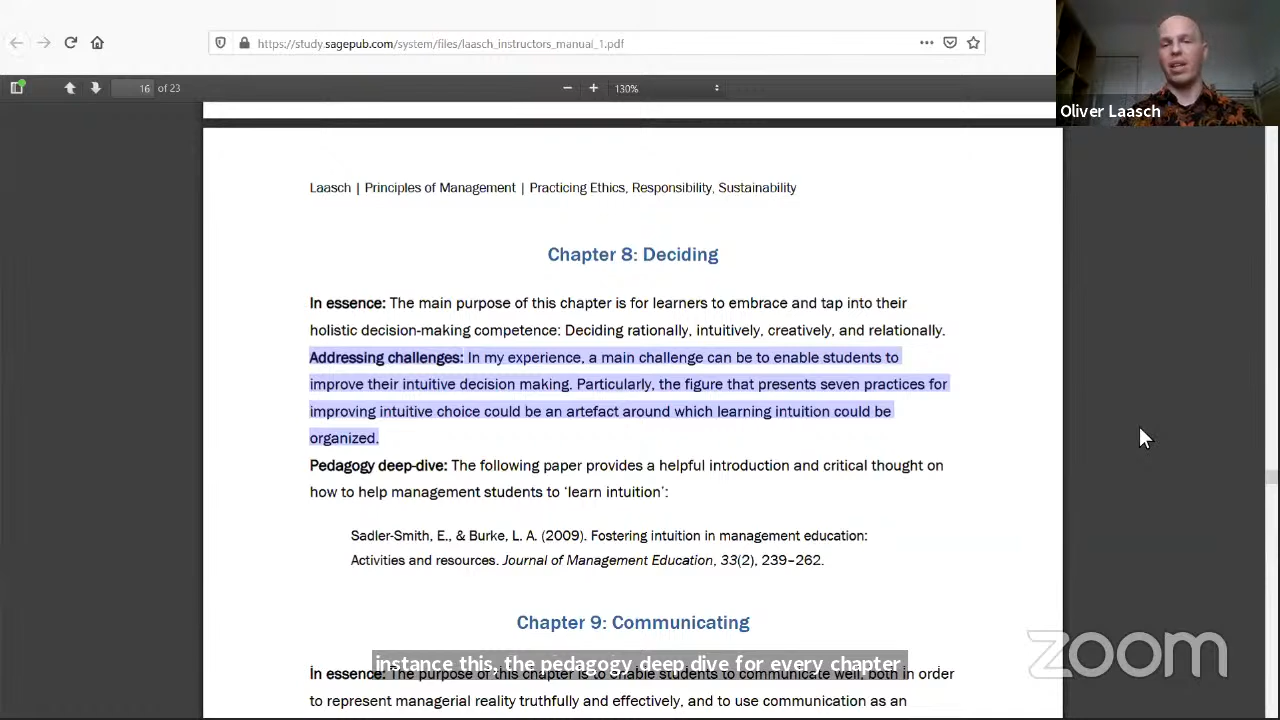 https://study.sagepub.com/system/files/laasch_instructors_manual_1.pdf
16 of 23
130%
Oliver Laasch
Laasch | Principles of Management | Practicing Ethics, Responsibility, Sustainability
Chapter 8: Deciding
In essence: The main purpose of this chapter is for learners to embrace and tap into their
holistic decision-making competence: Deciding rationally, intuitively, creatively, and relationally.
Addressing challenges: In my experience, a main challenge can be to enable students to
improve their intuitive decision making. Particularly, the figure that presents seven practices for
improving intuitive choice could be an artefact around which learning intuition could be
organized.
Pedagogy deep-dive: The following paper provides a helpful introduction and critical thought on
how to help management students to ‘learn intuition’:
Sadler-Smith, E., & Burke, L. A. (2009). Fostering intuition in management education:
Activities and resources. Journal of Management Education, 33(2), 239–262.
Chapter 9: Communicating
instance this, the pedagogy deep dive for every chapter
In essence: The purpose of this chapter is to enable students to communicate well, both in order
to represent managerial reality truthfully and effectively, and to use communication as an
zoom